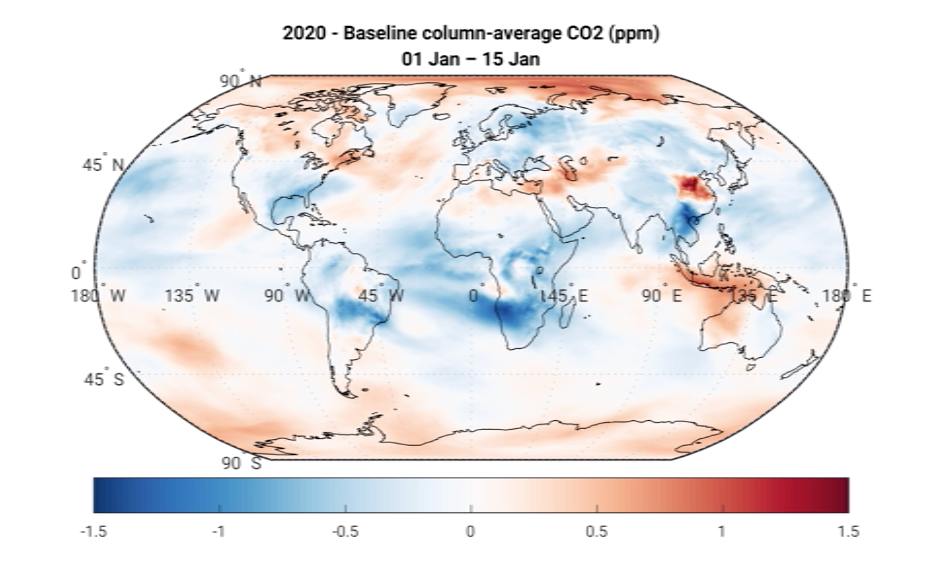 2020 - Baseline column-average CO2 (ppm)
01 Jan – 15 Jan
90° N
45° N
0°
180° W 135° W 90° W 45° W 0° 45° E 90° E 135° E 180° E
45° S
90° S
-1.5 -1 -0.5 0 0.5 1 1.5